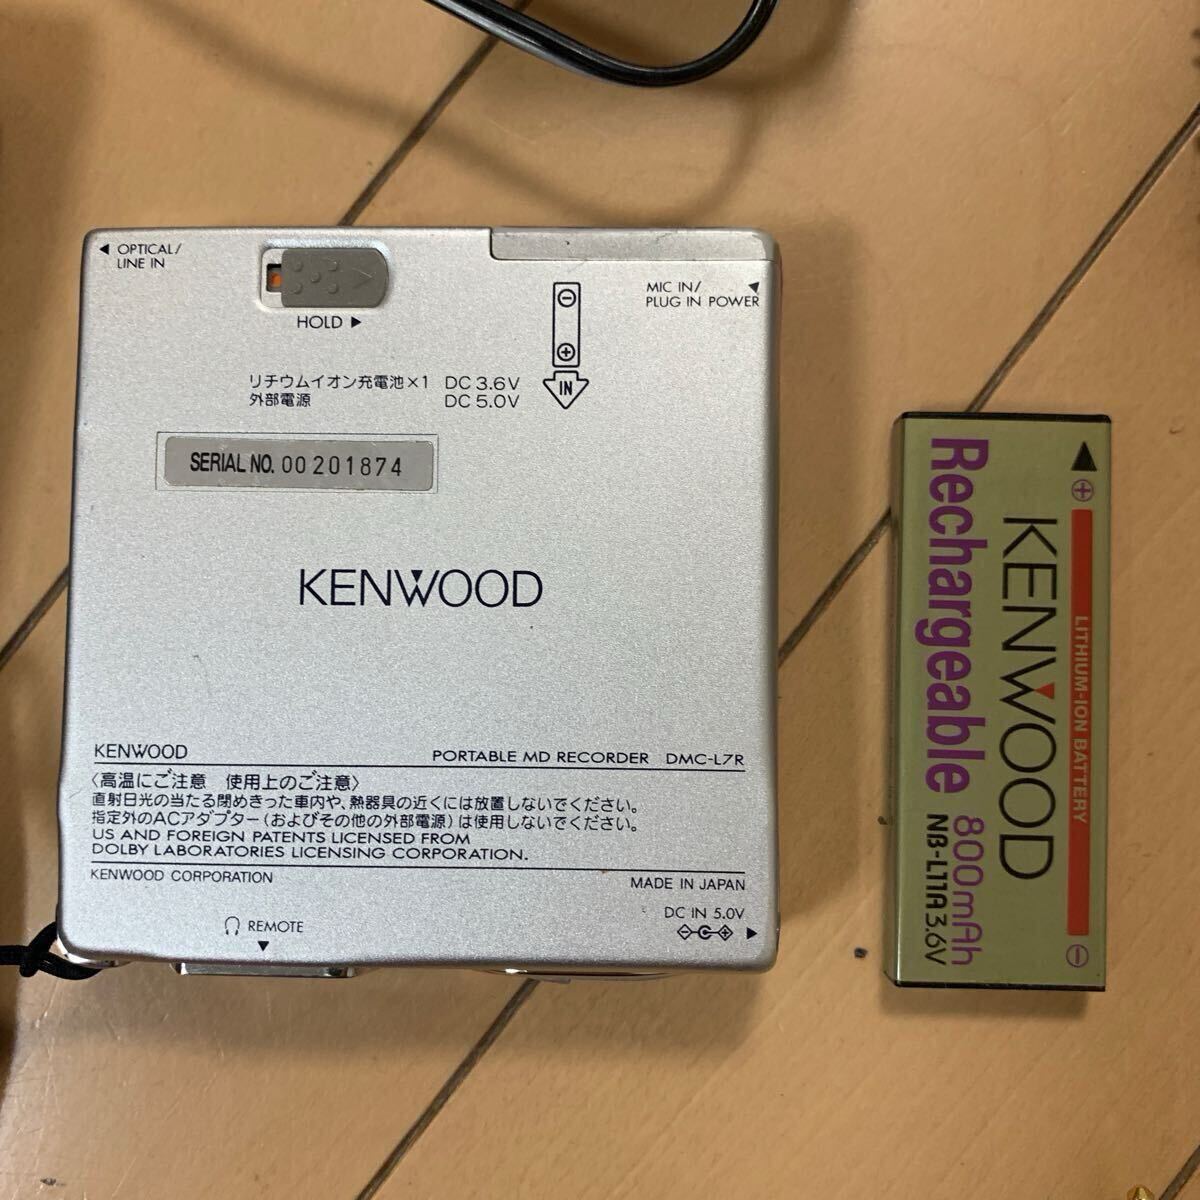 ◀ OPTICAL/
LINE IN
HOLD ▶
MIC IN/ ◀
PLUG IN POWER
⊖
⊕
IN
リチウムイオン充電池×1 DC 3.6V
外部電源 DC 5.0V
SERIAL NO. 00201874
KENWOOD
KENWOOD PORTABLE MD RECORDER DMC-L7R
〈高温にご注意 使用上のご注意〉
直射日光の当たる閉めきった車内や、熱器具の近くには放置しないでください。
指定外のACアダプター(およびその他の外部電源)は使用しないでください。
US AND FOREIGN PATENTS LICENSED FROM
DOLBY LABORATORIES LICENSING CORPORATION.
KENWOOD CORPORATION MADE IN JAPAN
REMOTE
▼
DC IN 5.0V
▶
◀ ⊕ LITHIUM-ION BATTERY ⊖
KENWOOD
Rechargeable 800mAh
NB-L11A 3.6V